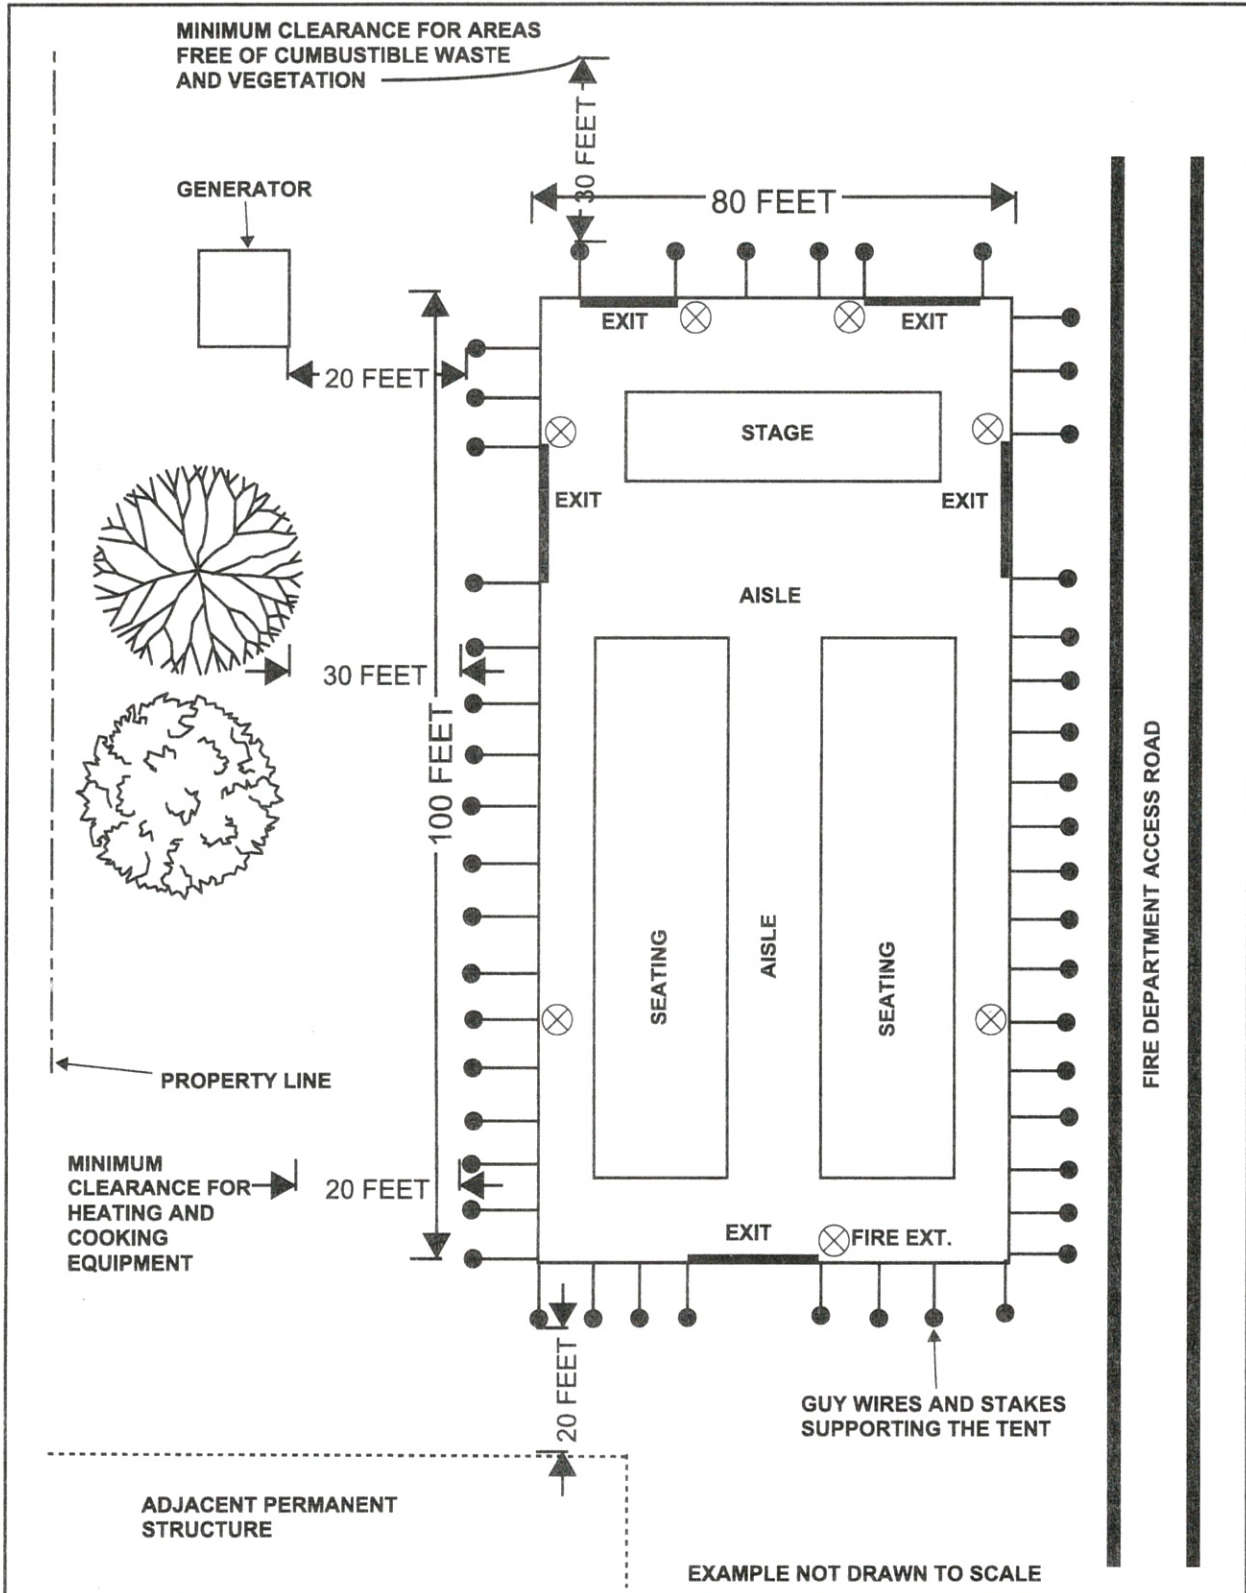 MINIMUM CLEARANCE FOR AREAS
FREE OF CUMBUSTIBLE WASTE
AND VEGETATION
30 FEET
GENERATOR
80 FEET
EXIT
EXIT
20 FEET
STAGE
EXIT
EXIT
AISLE
30 FEET
100 FEET
SEATING
AISLE
SEATING
FIRE DEPARTMENT ACCESS ROAD
PROPERTY LINE
MINIMUM
CLEARANCE FOR
HEATING AND
COOKING
EQUIPMENT
20 FEET
EXIT
FIRE EXT.
20 FEET
GUY WIRES AND STAKES
SUPPORTING THE TENT
ADJACENT PERMANENT
STRUCTURE
EXAMPLE NOT DRAWN TO SCALE